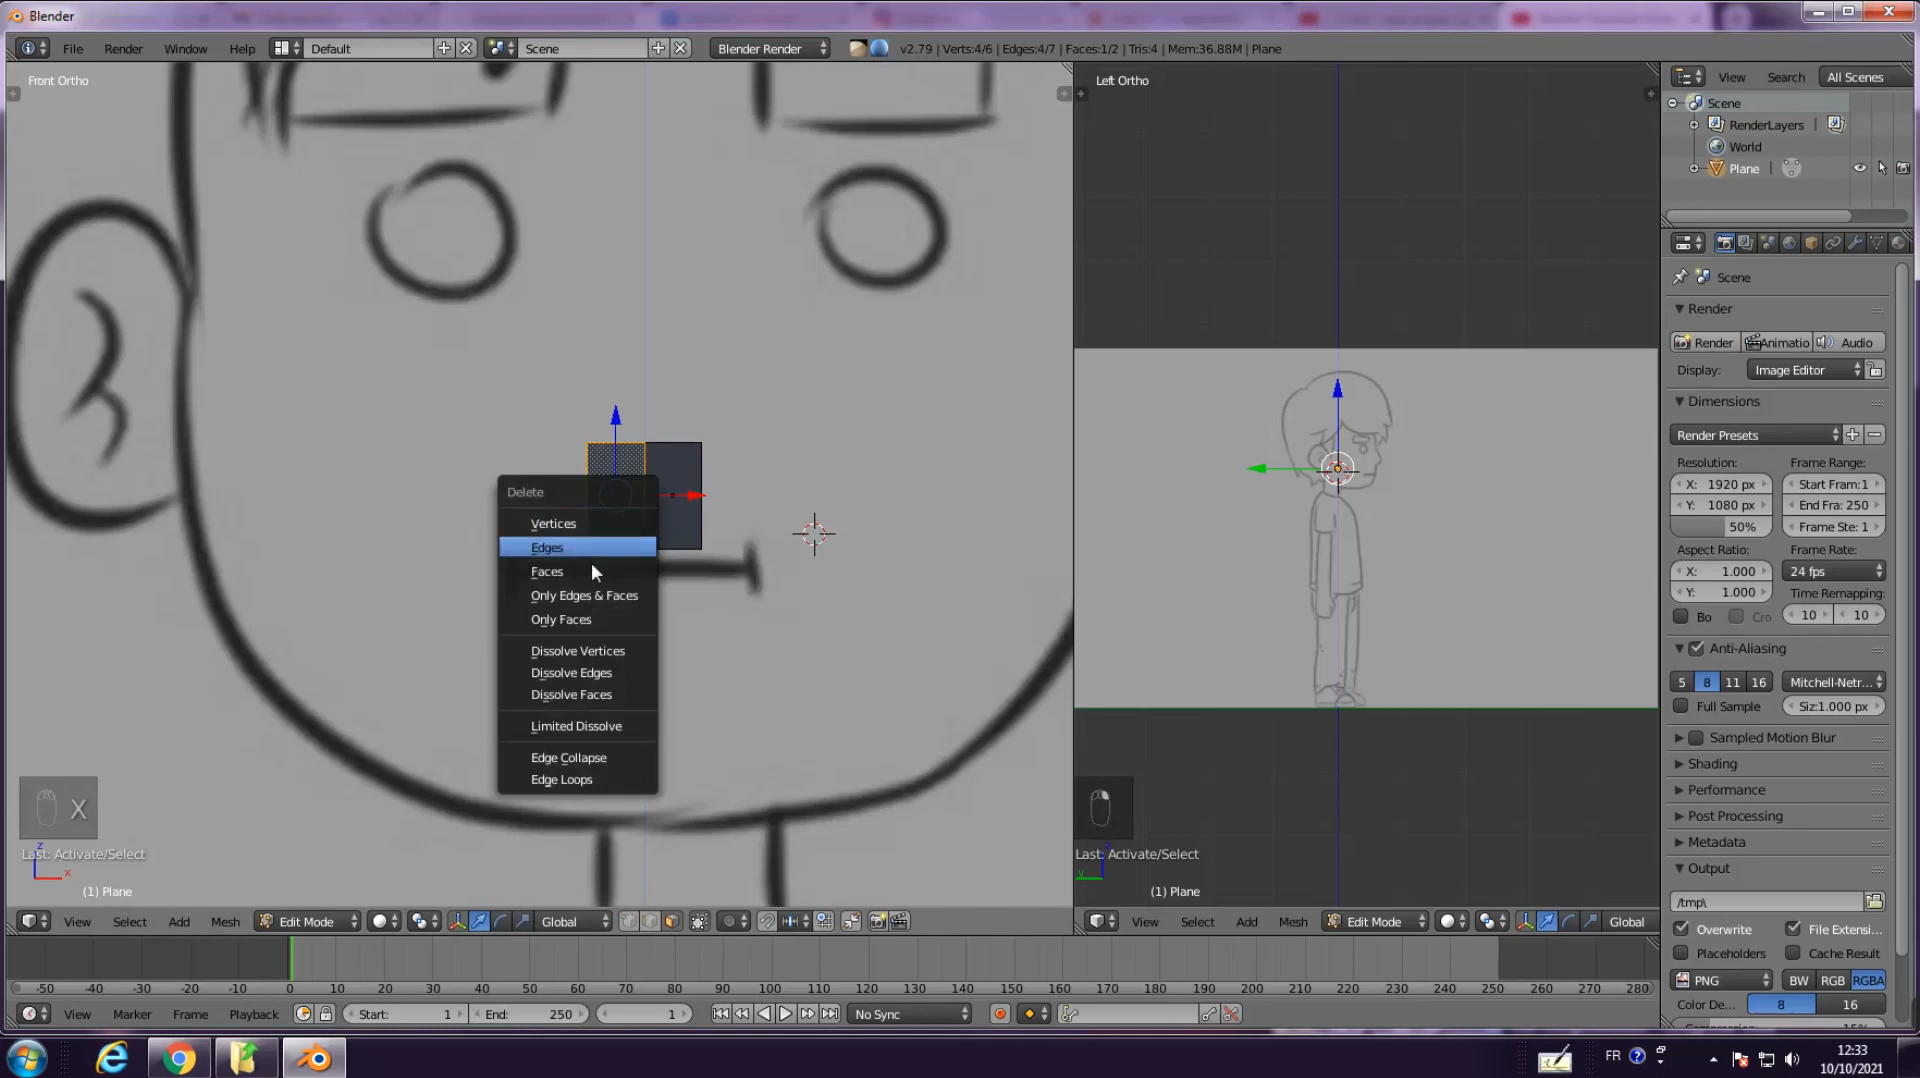 Blender
File Render Window Help Default Scene Blender Render v2.79 | Verts:4/6 | Edges:4/7 | Faces:1/2 | Tris:4 | Mem:36.88M | Plane
Front Ortho
Left Ortho
View Search All Scenes
Scene
RenderLayers
World
Plane
Scene
Render
Render Animatio Audio
Display: Image Editor
Dimensions
Render Presets
Resolution: Frame Range:
X: 1920 px Start Fram:1
Y: 1080 px End Fra: 250
50% Frame Ste: 1
Aspect Ratio: Frame Rate:
X: 1.000 24 fps
Y: 1.000 Time Remapping:
Bo Cro 10 10
Anti-Aliasing
5 8 11 16 Mitchell-Netr...
Full Sample Siz:1.000 px
Sampled Motion Blur
Shading
Performance
Post Processing
Metadata
Output
/tmp\
Overwrite File Extensi...
Placeholders Cache Result
PNG BW RGB RGBA
Color De... 8 16
Delete
Vertices
Edges
Faces
Only Edges & Faces
Only Faces
Dissolve Vertices
Dissolve Edges
Dissolve Faces
Limited Dissolve
Edge Collapse
Edge Loops
X
Last: Activate/Select
z
x
(1) Plane
Last: Activate/Select
y
(1) Plane
View Select Add Mesh Edit Mode Global
View Select Add Mesh Edit Mode Global
-50 -40 -30 -20 -10 0 10 20 30 40 50 60 70 80 90 100 110 120 130 140 150 160 170 180 190 200 210 220 230 240 250 260 270 280
View Marker Frame Playback Start: 1 End: 250 1 No Sync
FR
12:33
10/10/2021